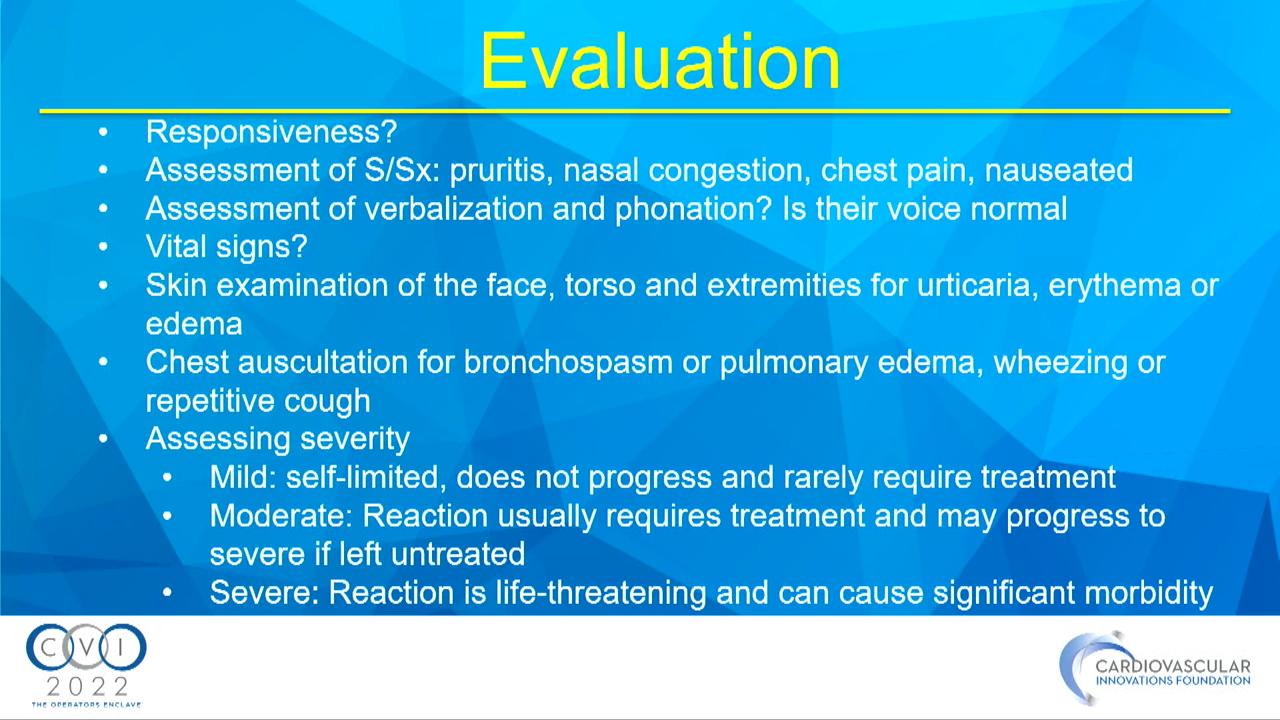 Evaluation
• Responsiveness?
• Assessment of S/Sx: pruritis, nasal congestion, chest pain, nauseated
• Assessment of verbalization and phonation? Is their voice normal
• Vital signs?
• Skin examination of the face, torso and extremities for urticaria, erythema or
edema
• Chest auscultation for bronchospasm or pulmonary edema, wheezing or
repetitive cough
• Assessing severity
• Mild: self-limited, does not progress and rarely require treatment
• Moderate: Reaction usually requires treatment and may progress to
severe if left untreated
• Severe: Reaction is life-threatening and can cause significant morbidity
CVI
2022
THE OPERATORS ENCLAVE
CARDIOVASCULAR
INNOVATIONS FOUNDATION